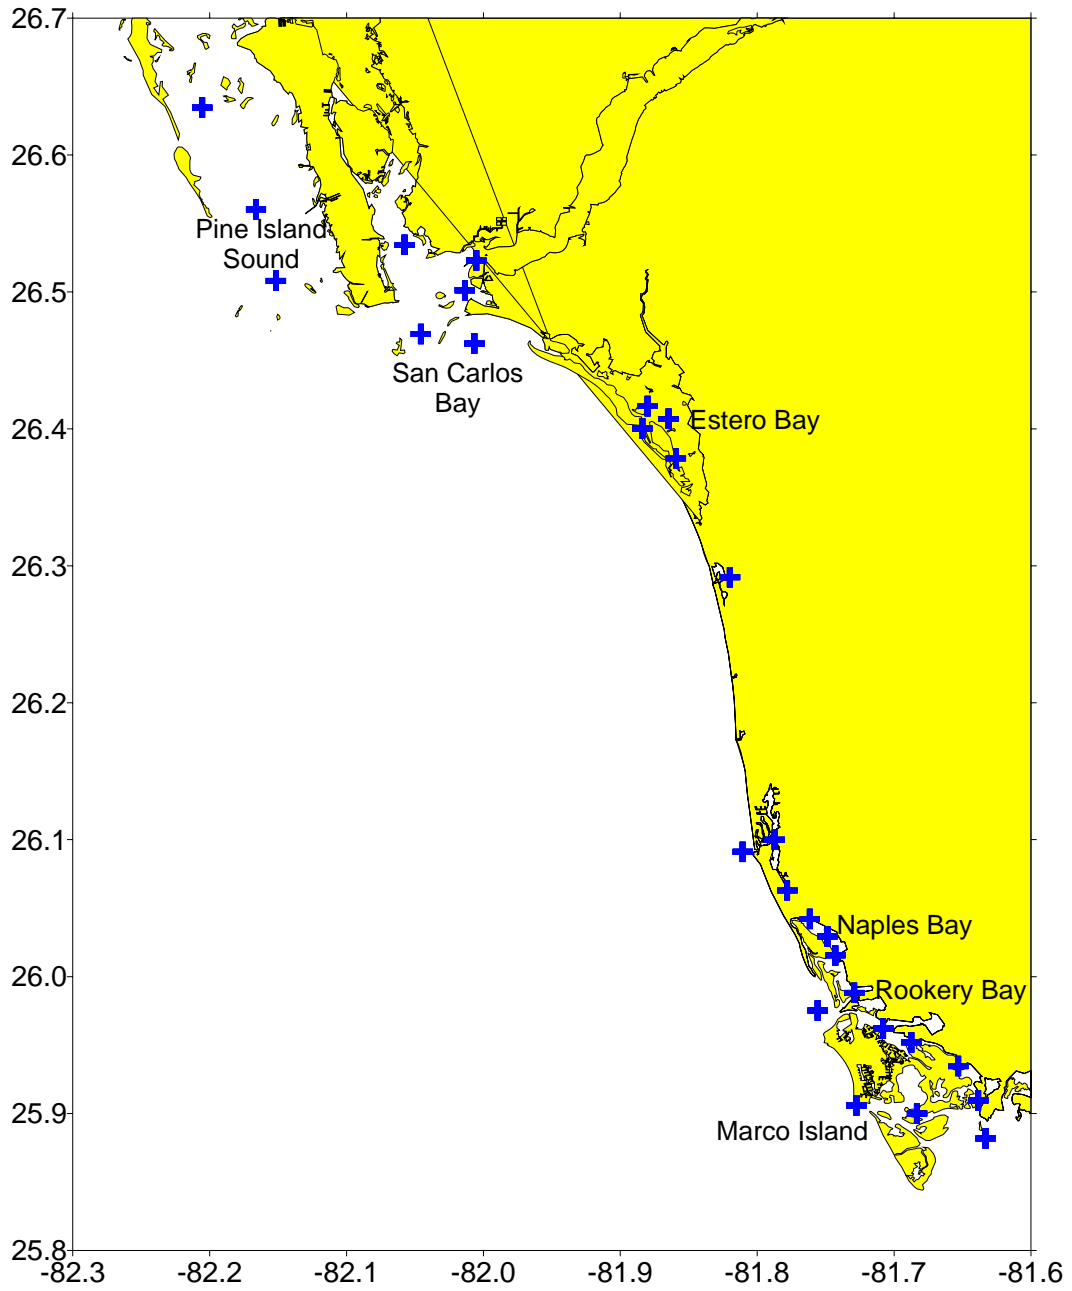 26.7
26.6
Pine Island
Sound
26.5
San Carlos
Bay
26.4
Estero Bay
26.3
26.2
26.1
Naples Bay
26.0
Rookery Bay
25.9
Marco Island
25.8
-82.3
-82.2
-82.1
-82.0
-81.9
-81.8
-81.7
-81.6